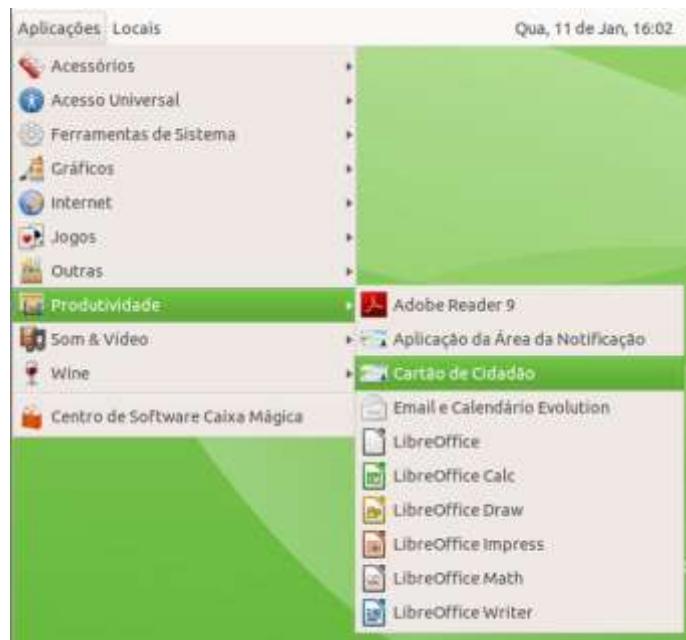 Aplicações Locais Qua, 11 de Jan, 16:02
Acessórios
Acesso Universal
Ferramentas de Sistema
Gráficos
Internet
Jogos
Outras
Produtividade
Som & Vídeo
Wine
Centro de Software Caixa Mágica
Adobe Reader 9
Aplicação da Área da Notificação
Cartão de Cidadão
Email e Calendário Evolution
LibreOffice
LibreOffice Calc
LibreOffice Draw
LibreOffice Impress
LibreOffice Math
LibreOffice Writer